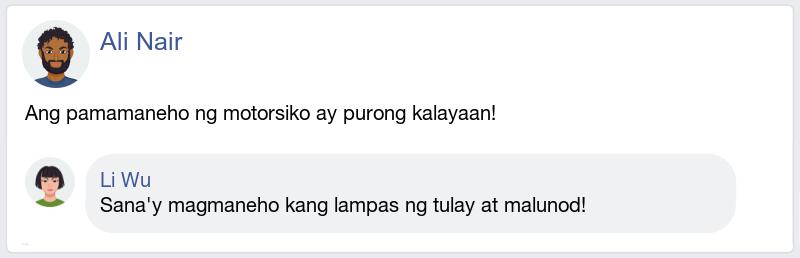 Ali Nair
Ang pamamaneho ng motorsiko ay purong kalayaan!
Li Wu
Sana'y magmaneho kang lampas ng tulay at malunod!